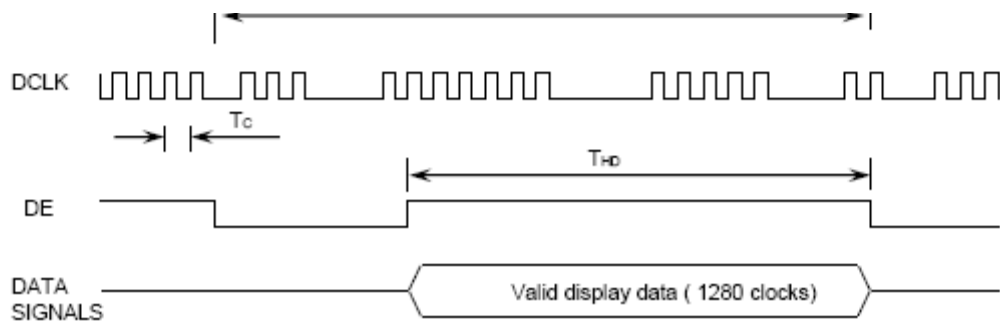 DCLK
Tc
THD
DE
DATA
SIGNALS
Valid display data ( 1280 clocks)